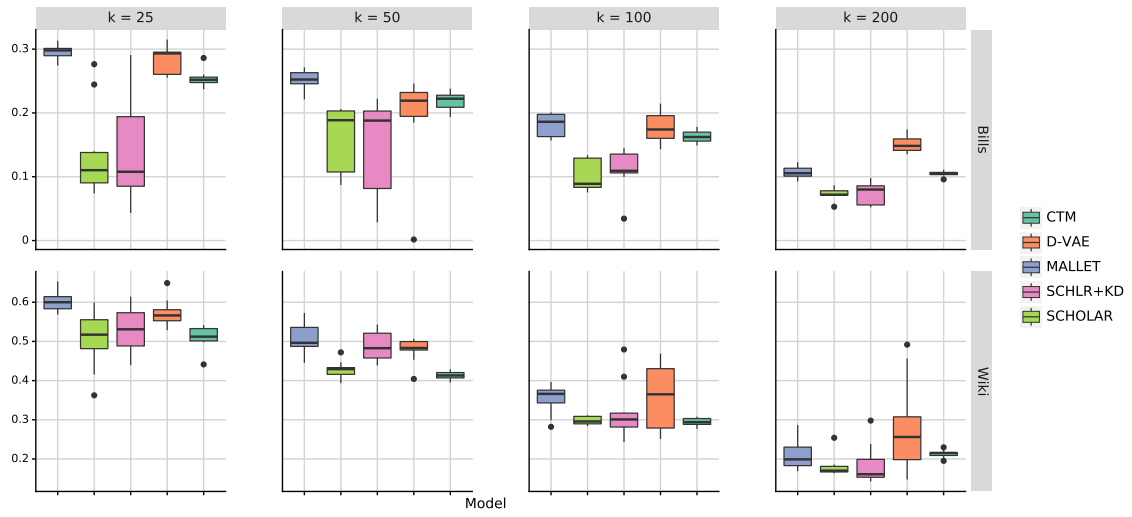 k = 25
k = 50
k = 100
k = 200
0.3
0.2
0.1
0
Bills
0.6
0.5
0.4
0.3
0.2
Wiki
Model
CTM
D-VAE
MALLET
SCHLR+KD
SCHOLAR